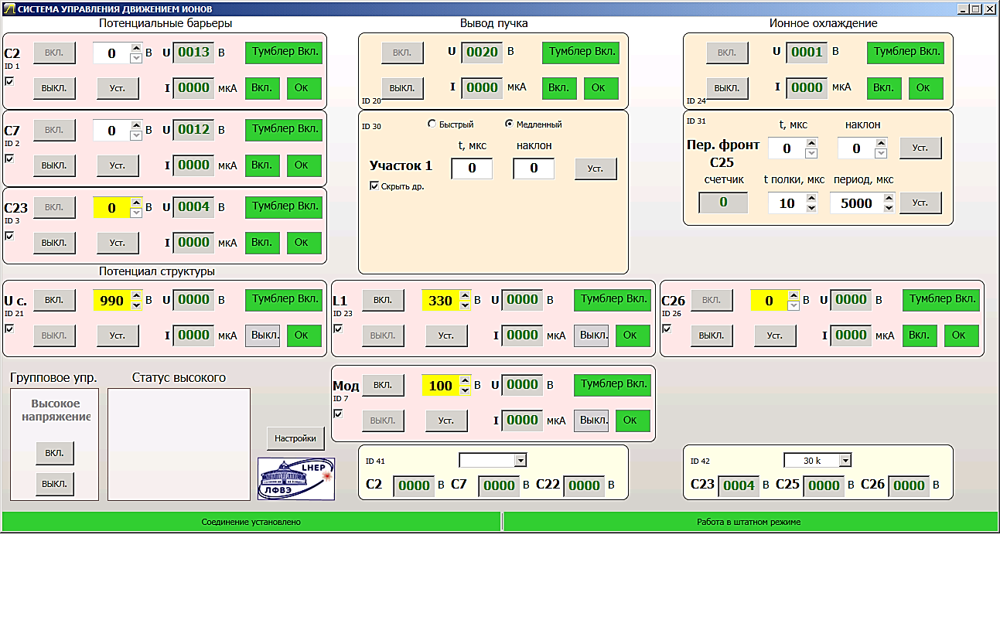 СИСТЕМА УПРАВЛЕНИЯ ДВИЖЕНИЕМ ИОНОВ
Потенциальные барьеры
C2 ВКЛ. 0 В U 0013 В Тумблер Вкл.
ID 1
ВЫКЛ. Уст. I 0000 мкА Вкл. Ок
C7 ВКЛ. 0 В U 0012 В Тумблер Вкл.
ID 2
ВЫКЛ. Уст. I 0000 мкА Вкл. Ок
C23 ВКЛ. 0 В U 0004 В Тумблер Вкл.
ID 3
ВЫКЛ. Уст. I 0000 мкА Вкл. Ок
Вывод пучка
ВКЛ. U 0020 В Тумблер Вкл.
ВЫКЛ. I 0000 мкА Вкл. Ок
ID 20
ID 30 Быстрый Медленный
t, мкс наклон
Участок 1 0 0 Уст.
Скрыть др.
Ионное охлаждение
ВКЛ. U 0001 В Тумблер Вкл.
ВЫКЛ. I 0000 мкА Вкл. Ок
ID 24
ID 31 t, мкс наклон
Пер. фронт 0 0 Уст.
C25
счетчик t полки, мкс период, мкс
0 10 5000 Уст.
Потенциал структуры
U с. ВКЛ. 990 В U 0000 В Тумблер Вкл.
ID 21
ВЫКЛ. Уст. I 0000 мкА Выкл. Ок
L1 ВКЛ. 330 В U 0000 В Тумблер Вкл.
ID 23
ВЫКЛ. Уст. I 0000 мкА Выкл. Ок
C26 ВКЛ. 0 В U 0000 В Тумблер Вкл.
ID 26
ВЫКЛ. Уст. I 0000 мкА Вкл. Ок
Групповое упр. Статус высокого
Высокое
напряжение
ВКЛ.
ВЫКЛ.
Настройки
LHEP
ЛФВЭ
Мод ВКЛ. 100 В U 0000 В Тумблер Вкл.
ID 7
ВЫКЛ. Уст. I 0000 мкА Выкл. Ок
ID 41
C2 0000 В C7 0000 В C22 0000 В
ID 42 30 k
C23 0004 В C25 0000 В C26 0000 В
Соединение установлено Работа в штатном режиме